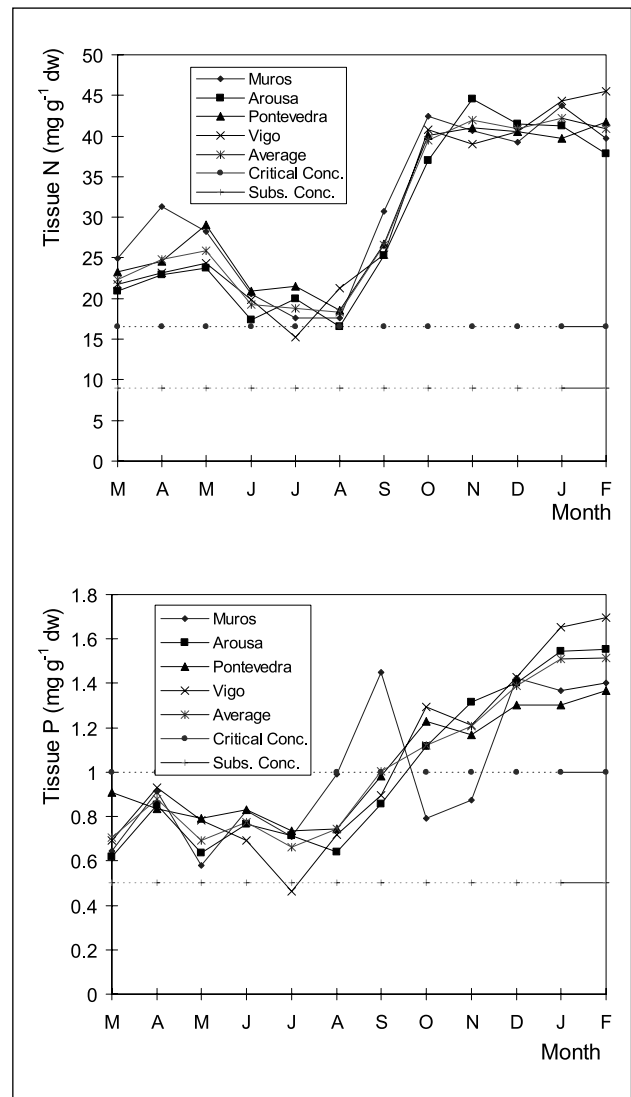 Tissue N (mg g⁻¹ dw)
50
45
40
35
30
25
20
15
10
5
0
Muros
Arousa
Pontevedra
Vigo
Average
Critical Conc.
Subs. Conc.
M A M J J A S O N D J F
Month
Tissue P (mg g⁻¹ dw)
1.8
1.6
1.4
1.2
1
0.8
0.6
0.4
0.2
0
Muros
Arousa
Pontevedra
Vigo
Average
Critical Conc.
Subs. Conc.
M A M J J A S O N D J F
Month